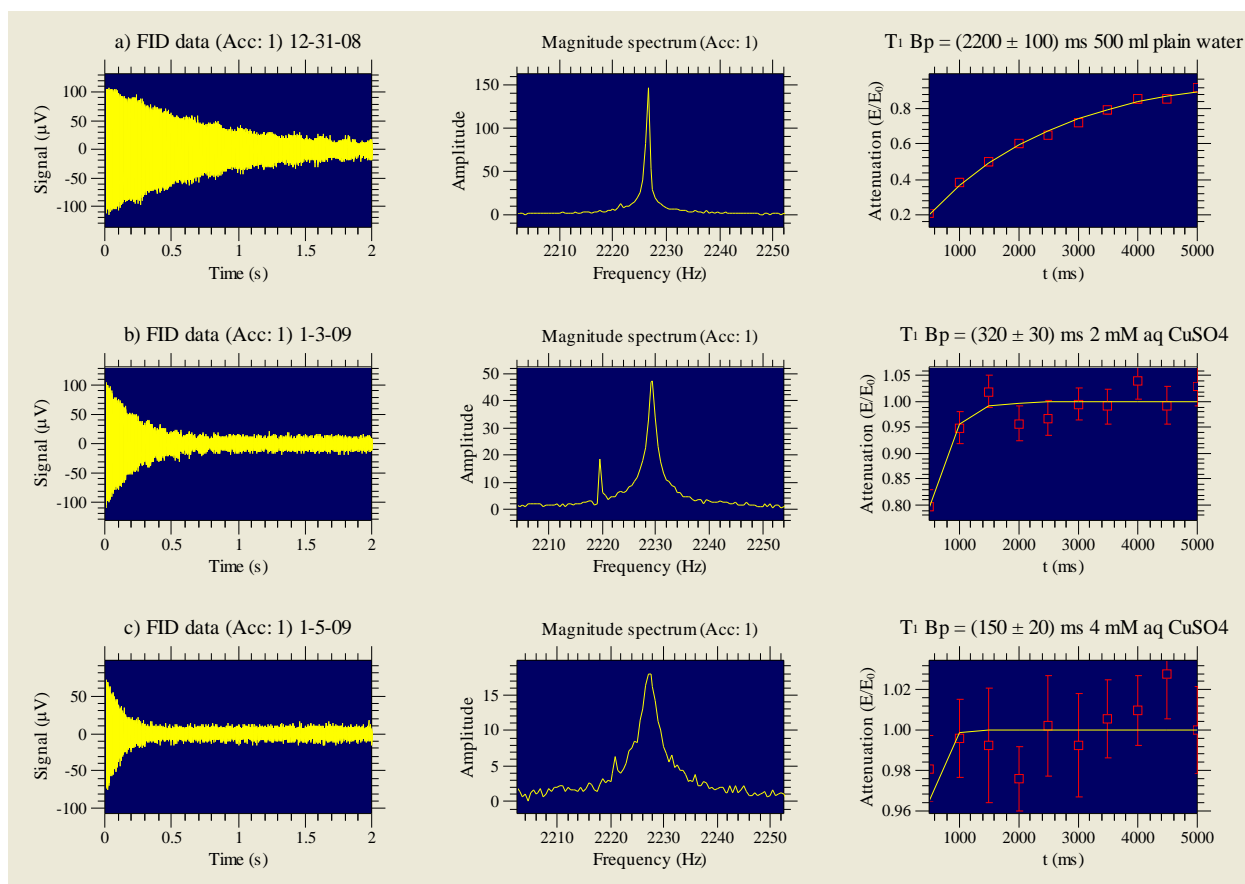 a) FID data (Acc: 1) 12-31-08
Signal (µV)
100
50
0
-50
-100
0 0.5 1 1.5 2
Time (s)
Magnitude spectrum (Acc: 1)
Amplitude
150
100
50
0
2210 2220 2230 2240 2250
Frequency (Hz)
T1 Bp = (2200 ± 100) ms 500 ml plain water
Attenuation (E/E0)
0.8
0.6
0.4
0.2
1000 2000 3000 4000 5000
t (ms)
b) FID data (Acc: 1) 1-3-09
Signal (µV)
100
50
0
-50
-100
0 0.5 1 1.5 2
Time (s)
Magnitude spectrum (Acc: 1)
Amplitude
50
40
30
20
10
0
2210 2220 2230 2240 2250
Frequency (Hz)
T1 Bp = (320 ± 30) ms 2 mM aq CuSO4
Attenuation (E/E0)
1.05
1.00
0.95
0.90
0.85
0.80
1000 2000 3000 4000 5000
t (ms)
c) FID data (Acc: 1) 1-5-09
Signal (µV)
50
0
-50
-100
0 0.5 1 1.5 2
Time (s)
Magnitude spectrum (Acc: 1)
Amplitude
15
10
5
0
2210 2220 2230 2240 2250
Frequency (Hz)
T1 Bp = (150 ± 20) ms 4 mM aq CuSO4
Attenuation (E/E0)
1.02
1.00
0.98
0.96
1000 2000 3000 4000 5000
t (ms)